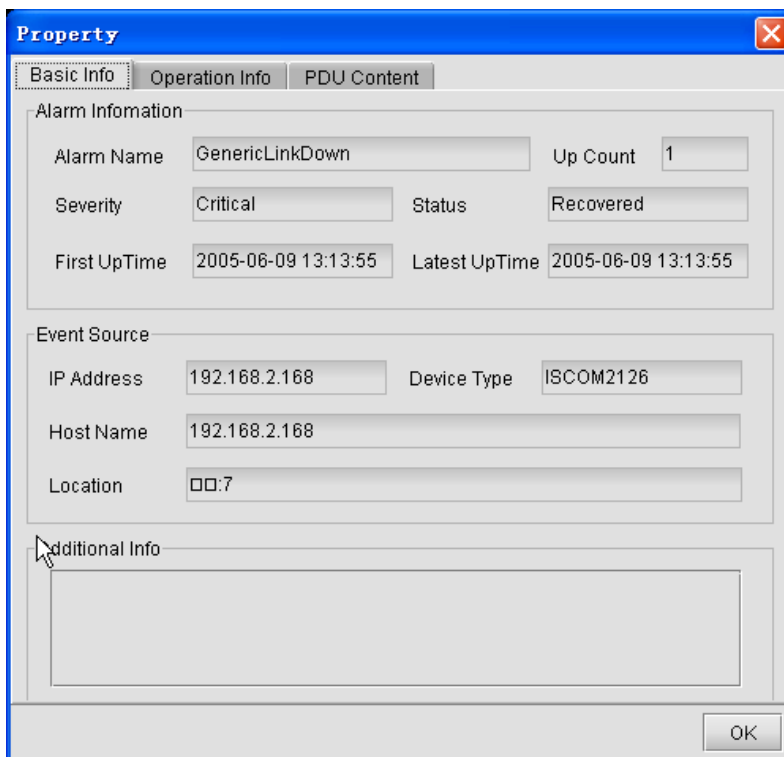 Property
Basic Info Operation Info PDU Content
Alarm Infomation
Alarm Name GenericLinkDown Up Count 1
Severity Critical Status Recovered
First UpTime 2005-06-09 13:13:55 Latest UpTime 2005-06-09 13:13:55
Event Source
IP Address 192.168.2.168 Device Type ISCOM2126
Host Name 192.168.2.168
Location □□:7
Additional Info
OK